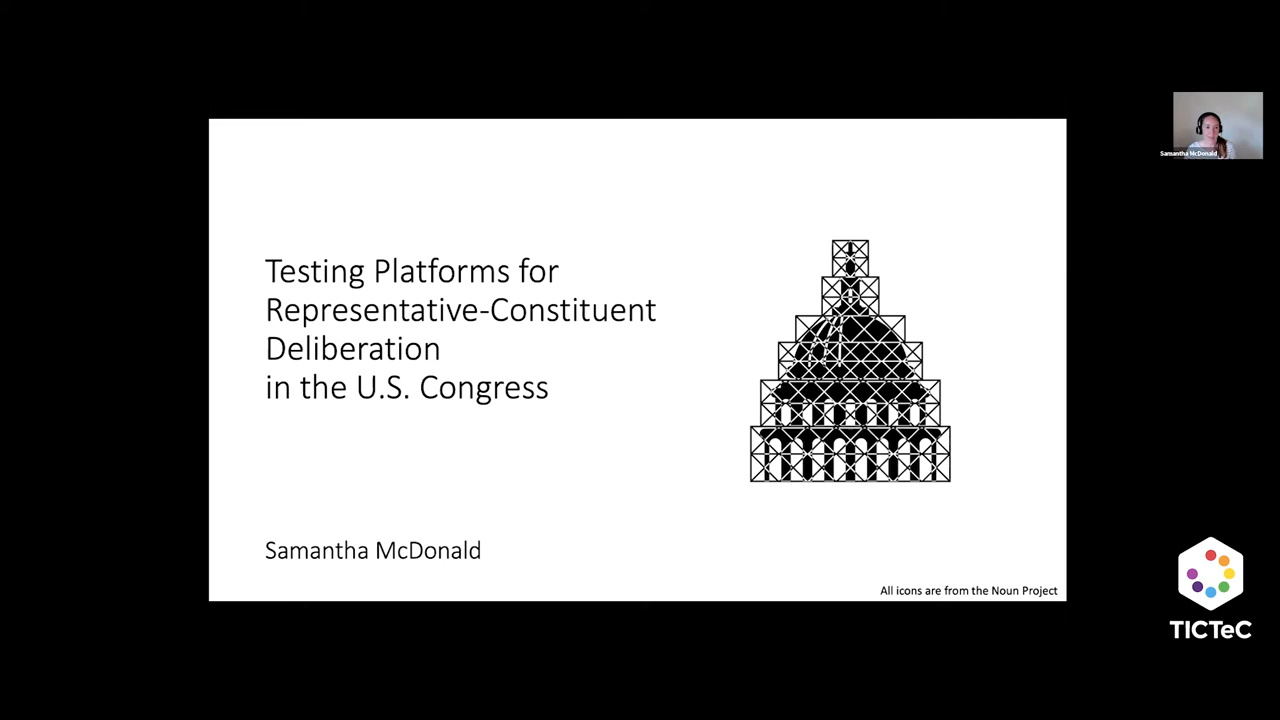 Testing Platforms for
Representative-Constituent
Deliberation
in the U.S. Congress
Samantha McDonald
All icons are from the Noun Project
Samantha McDonald
TICTeC